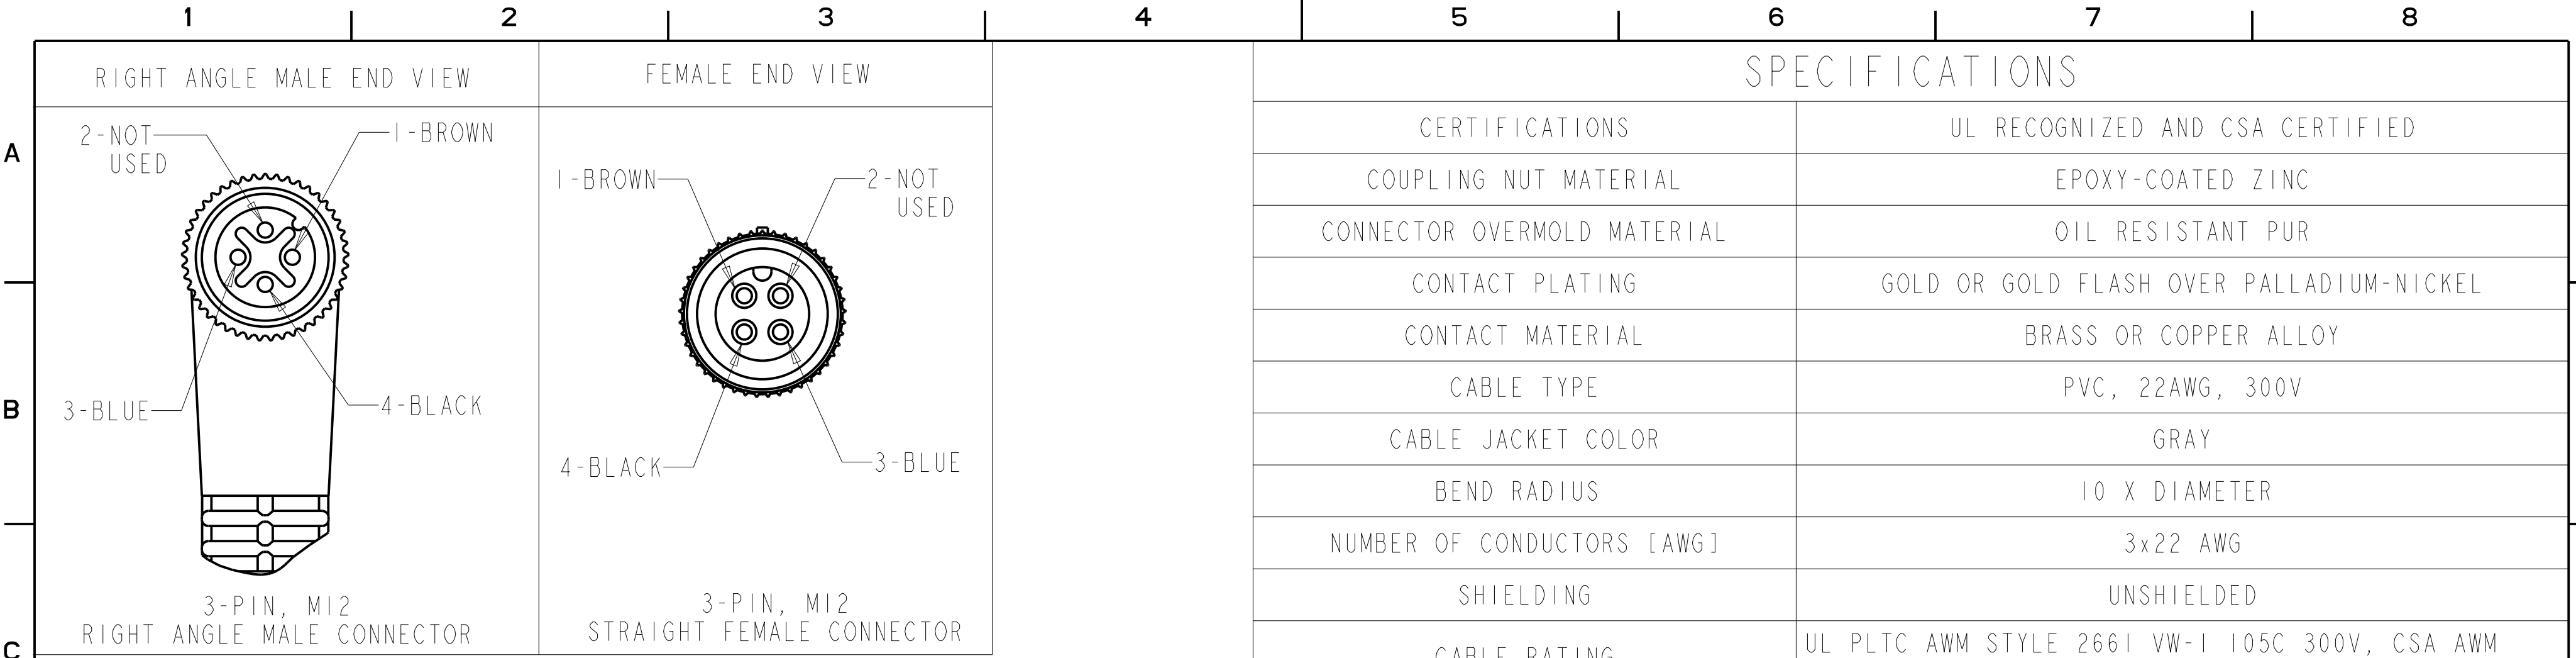 1 2 3 4 5 6 7 8
A
B
C
RIGHT ANGLE MALE END VIEW
2-NOT
USED
1-BROWN
3-BLUE
4-BLACK
3-PIN, M12
RIGHT ANGLE MALE CONNECTOR
FEMALE END VIEW
1-BROWN
2-NOT
USED
4-BLACK
3-BLUE
3-PIN, M12
STRAIGHT FEMALE CONNECTOR
SPECIFICATIONS
CERTIFICATIONS UL RECOGNIZED AND CSA CERTIFIED
COUPLING NUT MATERIAL EPOXY-COATED ZINC
CONNECTOR OVERMOLD MATERIAL OIL RESISTANT PUR
CONTACT PLATING GOLD OR GOLD FLASH OVER PALLADIUM-NICKEL
CONTACT MATERIAL BRASS OR COPPER ALLOY
CABLE TYPE PVC, 22AWG, 300V
CABLE JACKET COLOR GRAY
BEND RADIUS 10 X DIAMETER
NUMBER OF CONDUCTORS [AWG] 3x22 AWG
SHIELDING UNSHIELDED
CABLE RATING UL PLTC AWM STYLE 2661 VW-1 105C 300V, CSA AWM